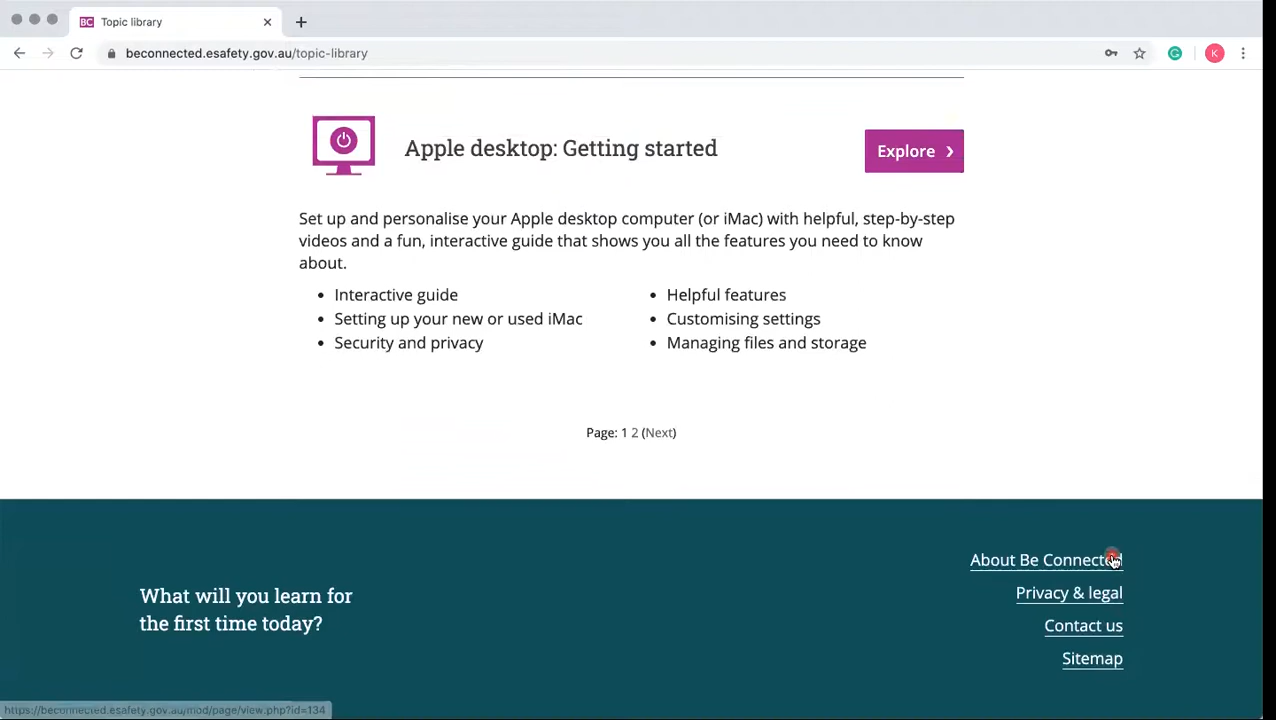 BC Topic library
beconnected.esafety.gov.au/topic-library
K
Apple desktop: Getting started
Explore
Set up and personalise your Apple desktop computer (or iMac) with helpful, step-by-step
videos and a fun, interactive guide that shows you all the features you need to know
about.
• Interactive guide
• Setting up your new or used iMac
• Security and privacy
• Helpful features
• Customising settings
• Managing files and storage
Page: 1 2 (Next)
What will you learn for
the first time today?
About Be Connected
Privacy & legal
Contact us
Sitemap
https://beconnected.esafety.gov.au/mod/page/view.php?id=134